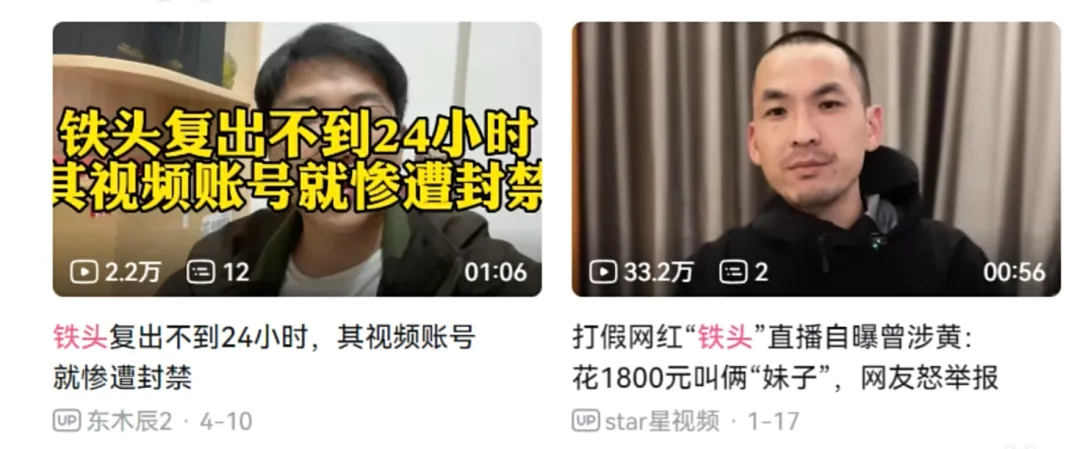 铁头复出不到24小时
其视频账号就惨遭封禁
2.2万 12 01:06
铁头复出不到24小时，其视频账号
就惨遭封禁
UP 东木辰2 · 4-10
33.2万 2 00:56
打假网红“铁头”直播自曝曾涉黄：
花1800元叫俩“妹子”，网友怒举报
UP star星视频 · 1-17